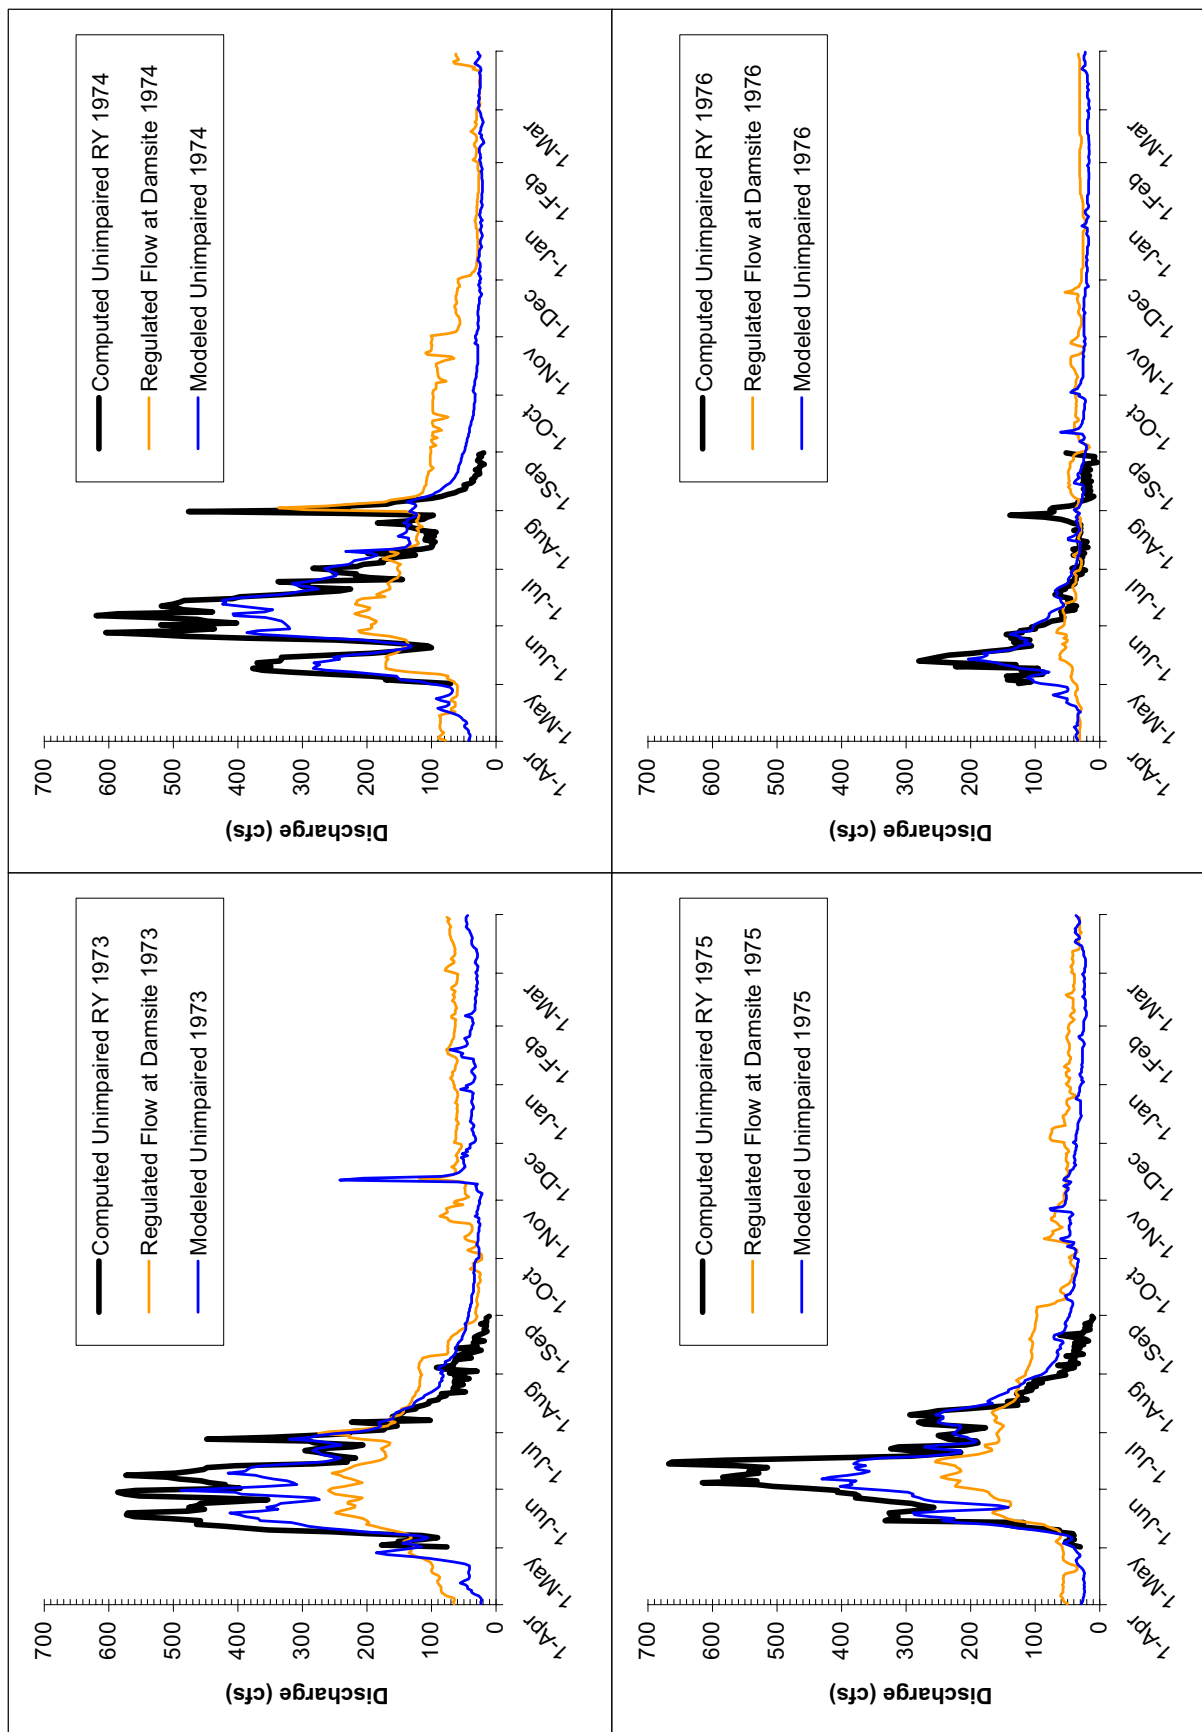 700
600
500
400
300
200
100
0
Discharge (cfs)
1-Apr
1-May
1-Jun
1-Jul
1-Aug
1-Sep
1-Oct
1-Nov
1-Dec
1-Jan
1-Feb
1-Mar
Computed Unimpaired RY 1973
Regulated Flow at Damsite 1973
Modeled Unimpaired 1973
700
600
500
400
300
200
100
0
Discharge (cfs)
1-Apr
1-May
1-Jun
1-Jul
1-Aug
1-Sep
1-Oct
1-Nov
1-Dec
1-Jan
1-Feb
1-Mar
Computed Unimpaired RY 1974
Regulated Flow at Damsite 1974
Modeled Unimpaired 1974
700
600
500
400
300
200
100
0
Discharge (cfs)
1-Apr
1-May
1-Jun
1-Jul
1-Aug
1-Sep
1-Oct
1-Nov
1-Dec
1-Jan
1-Feb
1-Mar
Computed Unimpaired RY 1975
Regulated Flow at Damsite 1975
Modeled Unimpaired 1975
700
600
500
400
300
200
100
0
Discharge (cfs)
1-Apr
1-May
1-Jun
1-Jul
1-Aug
1-Sep
1-Oct
1-Nov
1-Dec
1-Jan
1-Feb
1-Mar
Computed Unimpaired RY 1976
Regulated Flow at Damsite 1976
Modeled Unimpaired 1976